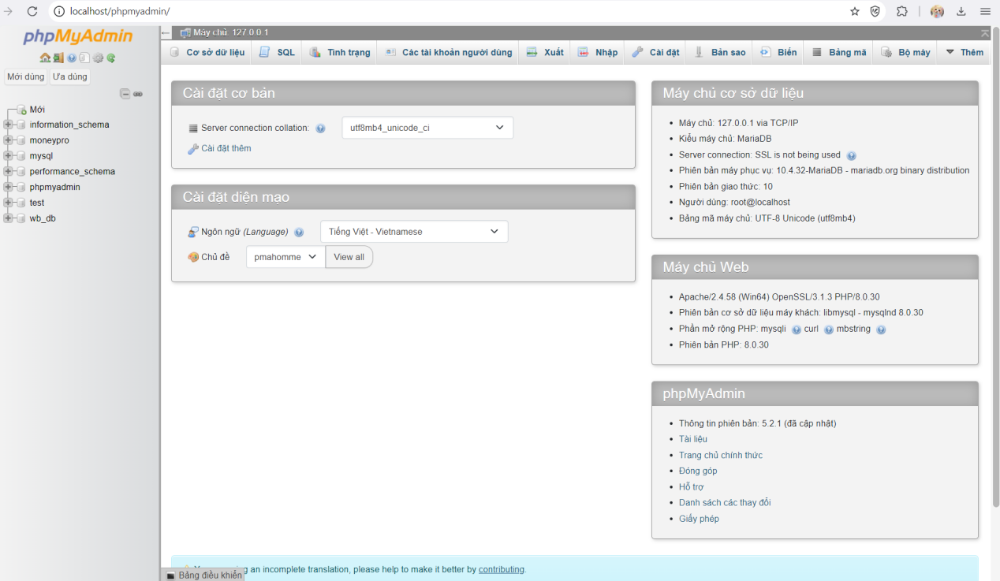 localhost/phpmyadmin/
phpMyAdmin
Mới dùng Ưa dùng
Mới
information_schema
moneypro
mysql
performance_schema
phpmyadmin
test
wb_db
Máy chủ: 127.0.0.1
Cơ sở dữ liệu SQL Tình trạng Các tài khoản người dùng Xuất Nhập Cài đặt Bản sao Biến Bảng mã Bộ máy Thêm
Cài đặt cơ bản
Server connection collation: utf8mb4_unicode_ci
Cài đặt thêm
Cài đặt diện mạo
Ngôn ngữ (Language) Tiếng Việt - Vietnamese
Chủ đề pmahomme View all
Máy chủ cơ sở dữ liệu
Máy chủ: 127.0.0.1 via TCP/IP
Kiểu máy chủ: MariaDB
Server connection: SSL is not being used
Phiên bản máy phục vụ: 10.4.32-MariaDB - mariadb.org binary distribution
Phiên bản giao thức: 10
Người dùng: root@localhost
Bảng mã máy chủ: UTF-8 Unicode (utf8mb4)
Máy chủ Web
Apache/2.4.58 (Win64) OpenSSL/3.1.3 PHP/8.0.30
Phiên bản cơ sở dữ liệu máy khách: libmysql - mysqlnd 8.0.30
Phần mở rộng PHP: mysqli curl mbstring
Phiên bản PHP: 8.0.30
phpMyAdmin
Thông tin phiên bản: 5.2.1 (đã cập nhật)
Tài liệu
Trang chủ chính thức
Đóng góp
Hỗ trợ
Danh sách các thay đổi
Giấy phép
an incomplete translation, please help to make it better by contributing.
Bảng điều khiển